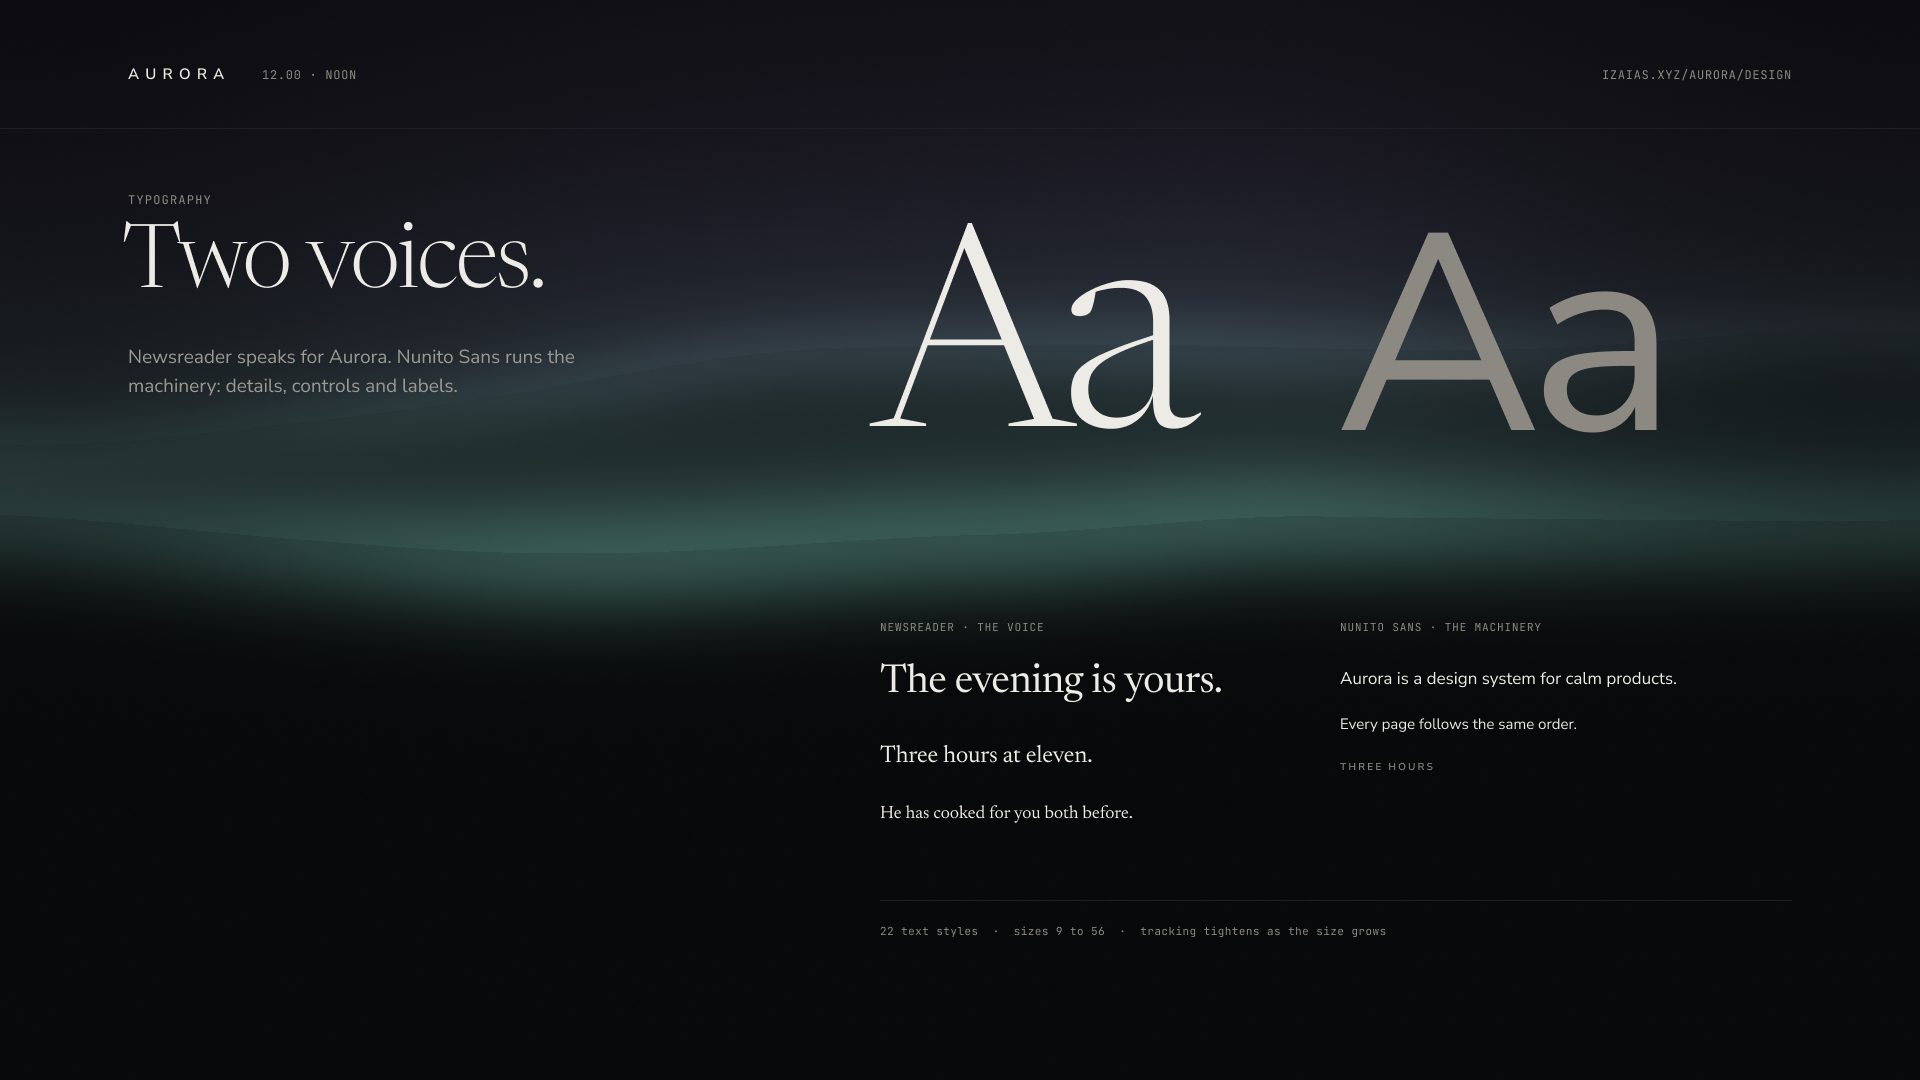 AURORA 12.00 · NOON
IZAIAS.XYZ/AURORA/DESIGN
TYPOGRAPHY
Two voices.
Newsreader speaks for Aurora. Nunito Sans runs the
machinery: details, controls and labels.
Aa
Aa
NEWSREADER · THE VOICE
The evening is yours.
Three hours at eleven.
He has cooked for you both before.
NUNITO SANS · THE MACHINERY
Aurora is a design system for calm products.
Every page follows the same order.
THREE HOURS
22 text styles · sizes 9 to 56 · tracking tightens as the size grows